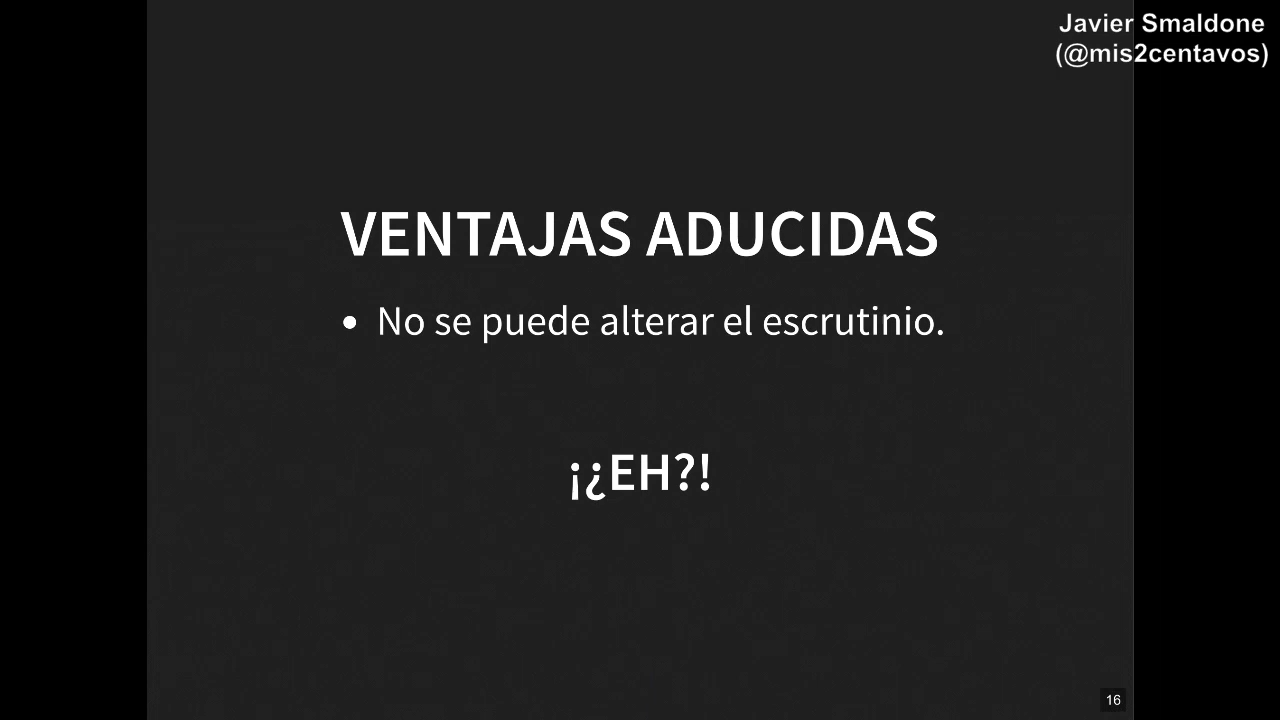 Javier Smaldone
(@mis2centavos)
VENTAJAS ADUCIDAS
• No se puede alterar el escrutinio.
¡¿EH?!
16